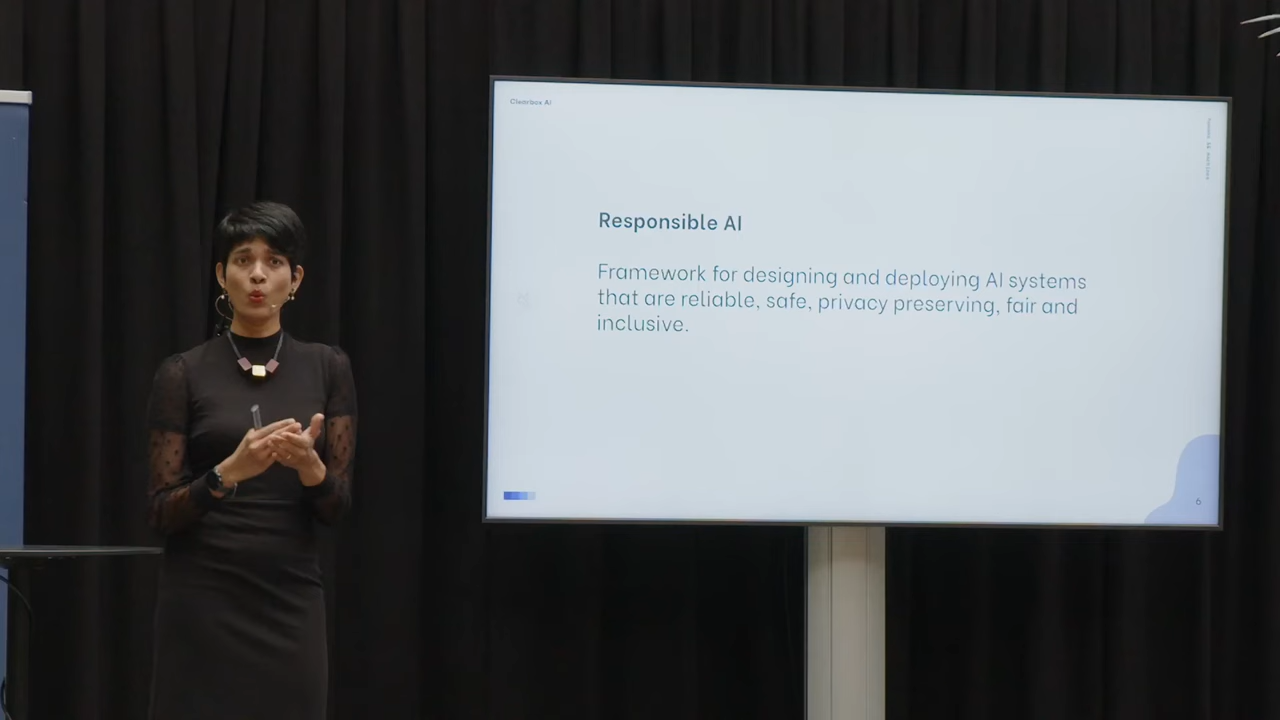 Clearbox AI
Responsible AI
Framework for designing and deploying AI systems
that are reliable, safe, privacy preserving, fair and
inclusive.
6